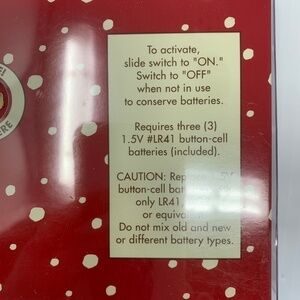 To activate,
slide switch to "ON."
Switch to "OFF"
when not in use
to conserve batteries.
Requires three (3)
1.5V #LR41 button-cell
batteries (included).
CAUTION:
button-cell
only LR41
or
Do not mix old and new
or different battery types.